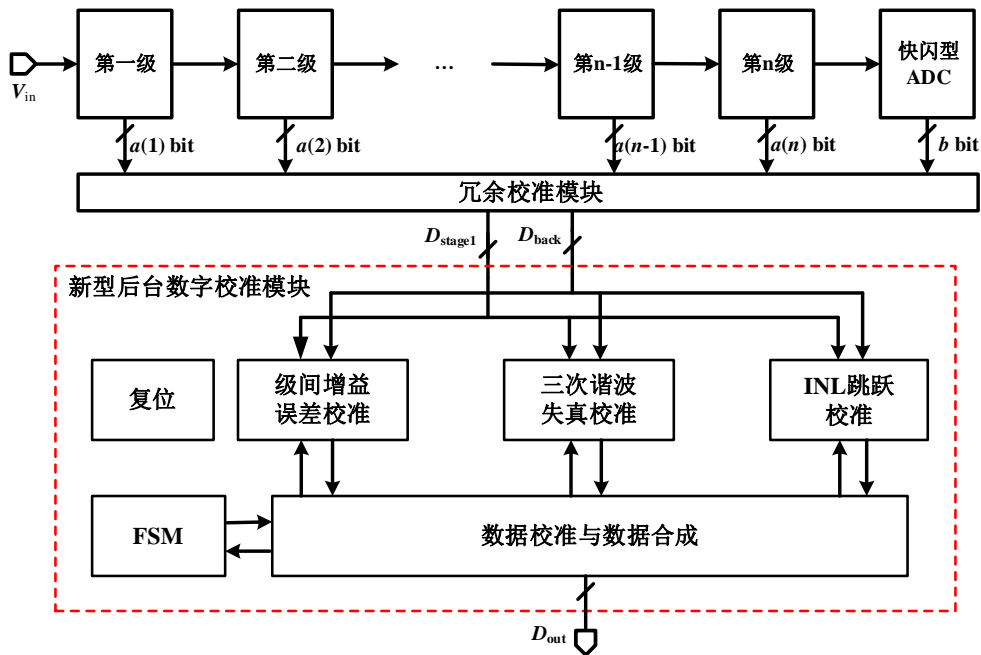 第一级
第二级
…
第n-1级
第n级
快闪型
ADC
Vin
a(1) bit
a(2) bit
a(n-1) bit
a(n) bit
b bit
冗余校准模块
Dstage1
Dback
新型后台数字校准模块
复位
级间增益
误差校准
三次谐波
失真校准
INL跳跃
校准
FSM
数据校准与数据合成
Dout